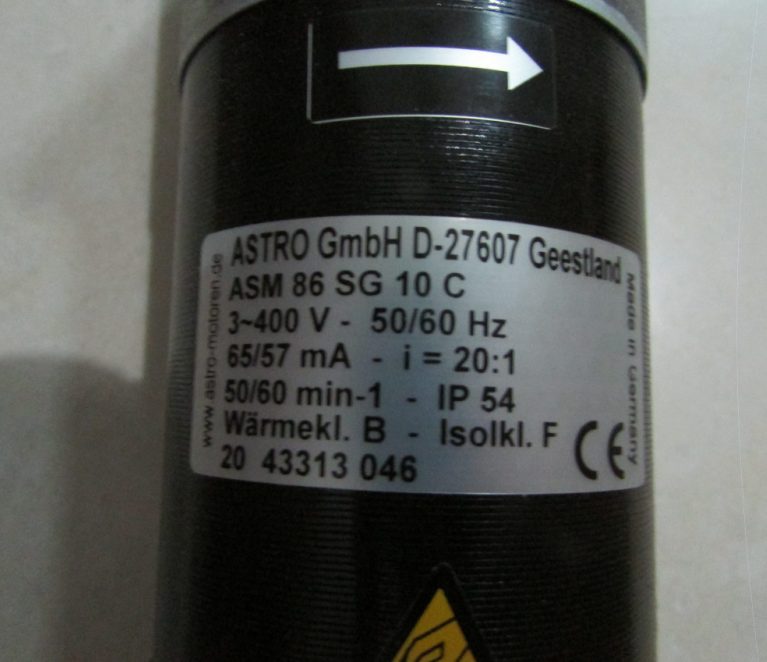 ASTRO GmbH D-27607 Geestland
ASM 86 SG 10 C
3~400 V - 50/60 Hz
65/57 mA - i = 20:1
50/60 min-1 - IP 54
Wärmekl. B - Isolkl. F
20 43313 046
CE
www.astro-motoren.de
Made in Germany